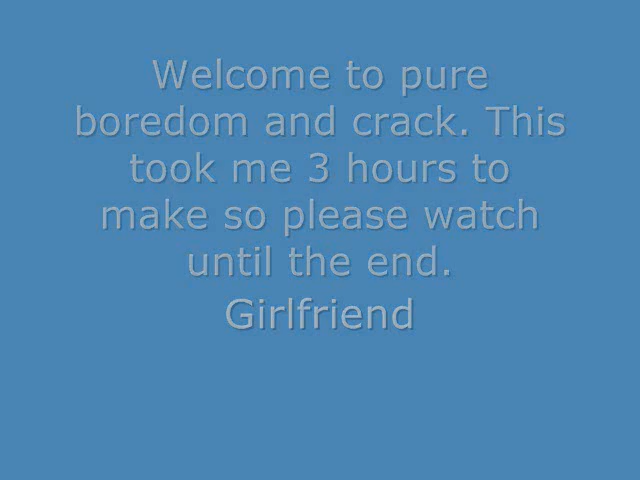 Welcome to pure
boredom and crack. This
took me 3 hours to
make so please watch
until the end.
Girlfriend